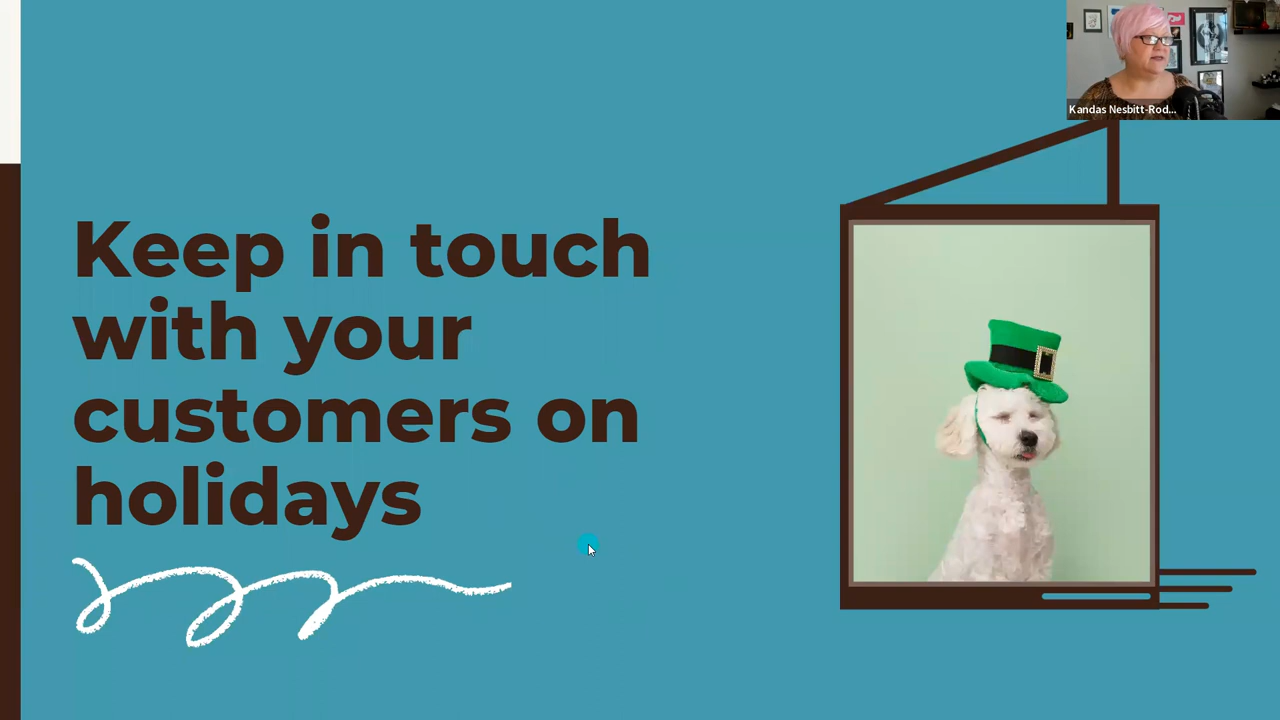 Kandas Nesbitt-Rod...
Keep in touch
with your
customers on
holidays